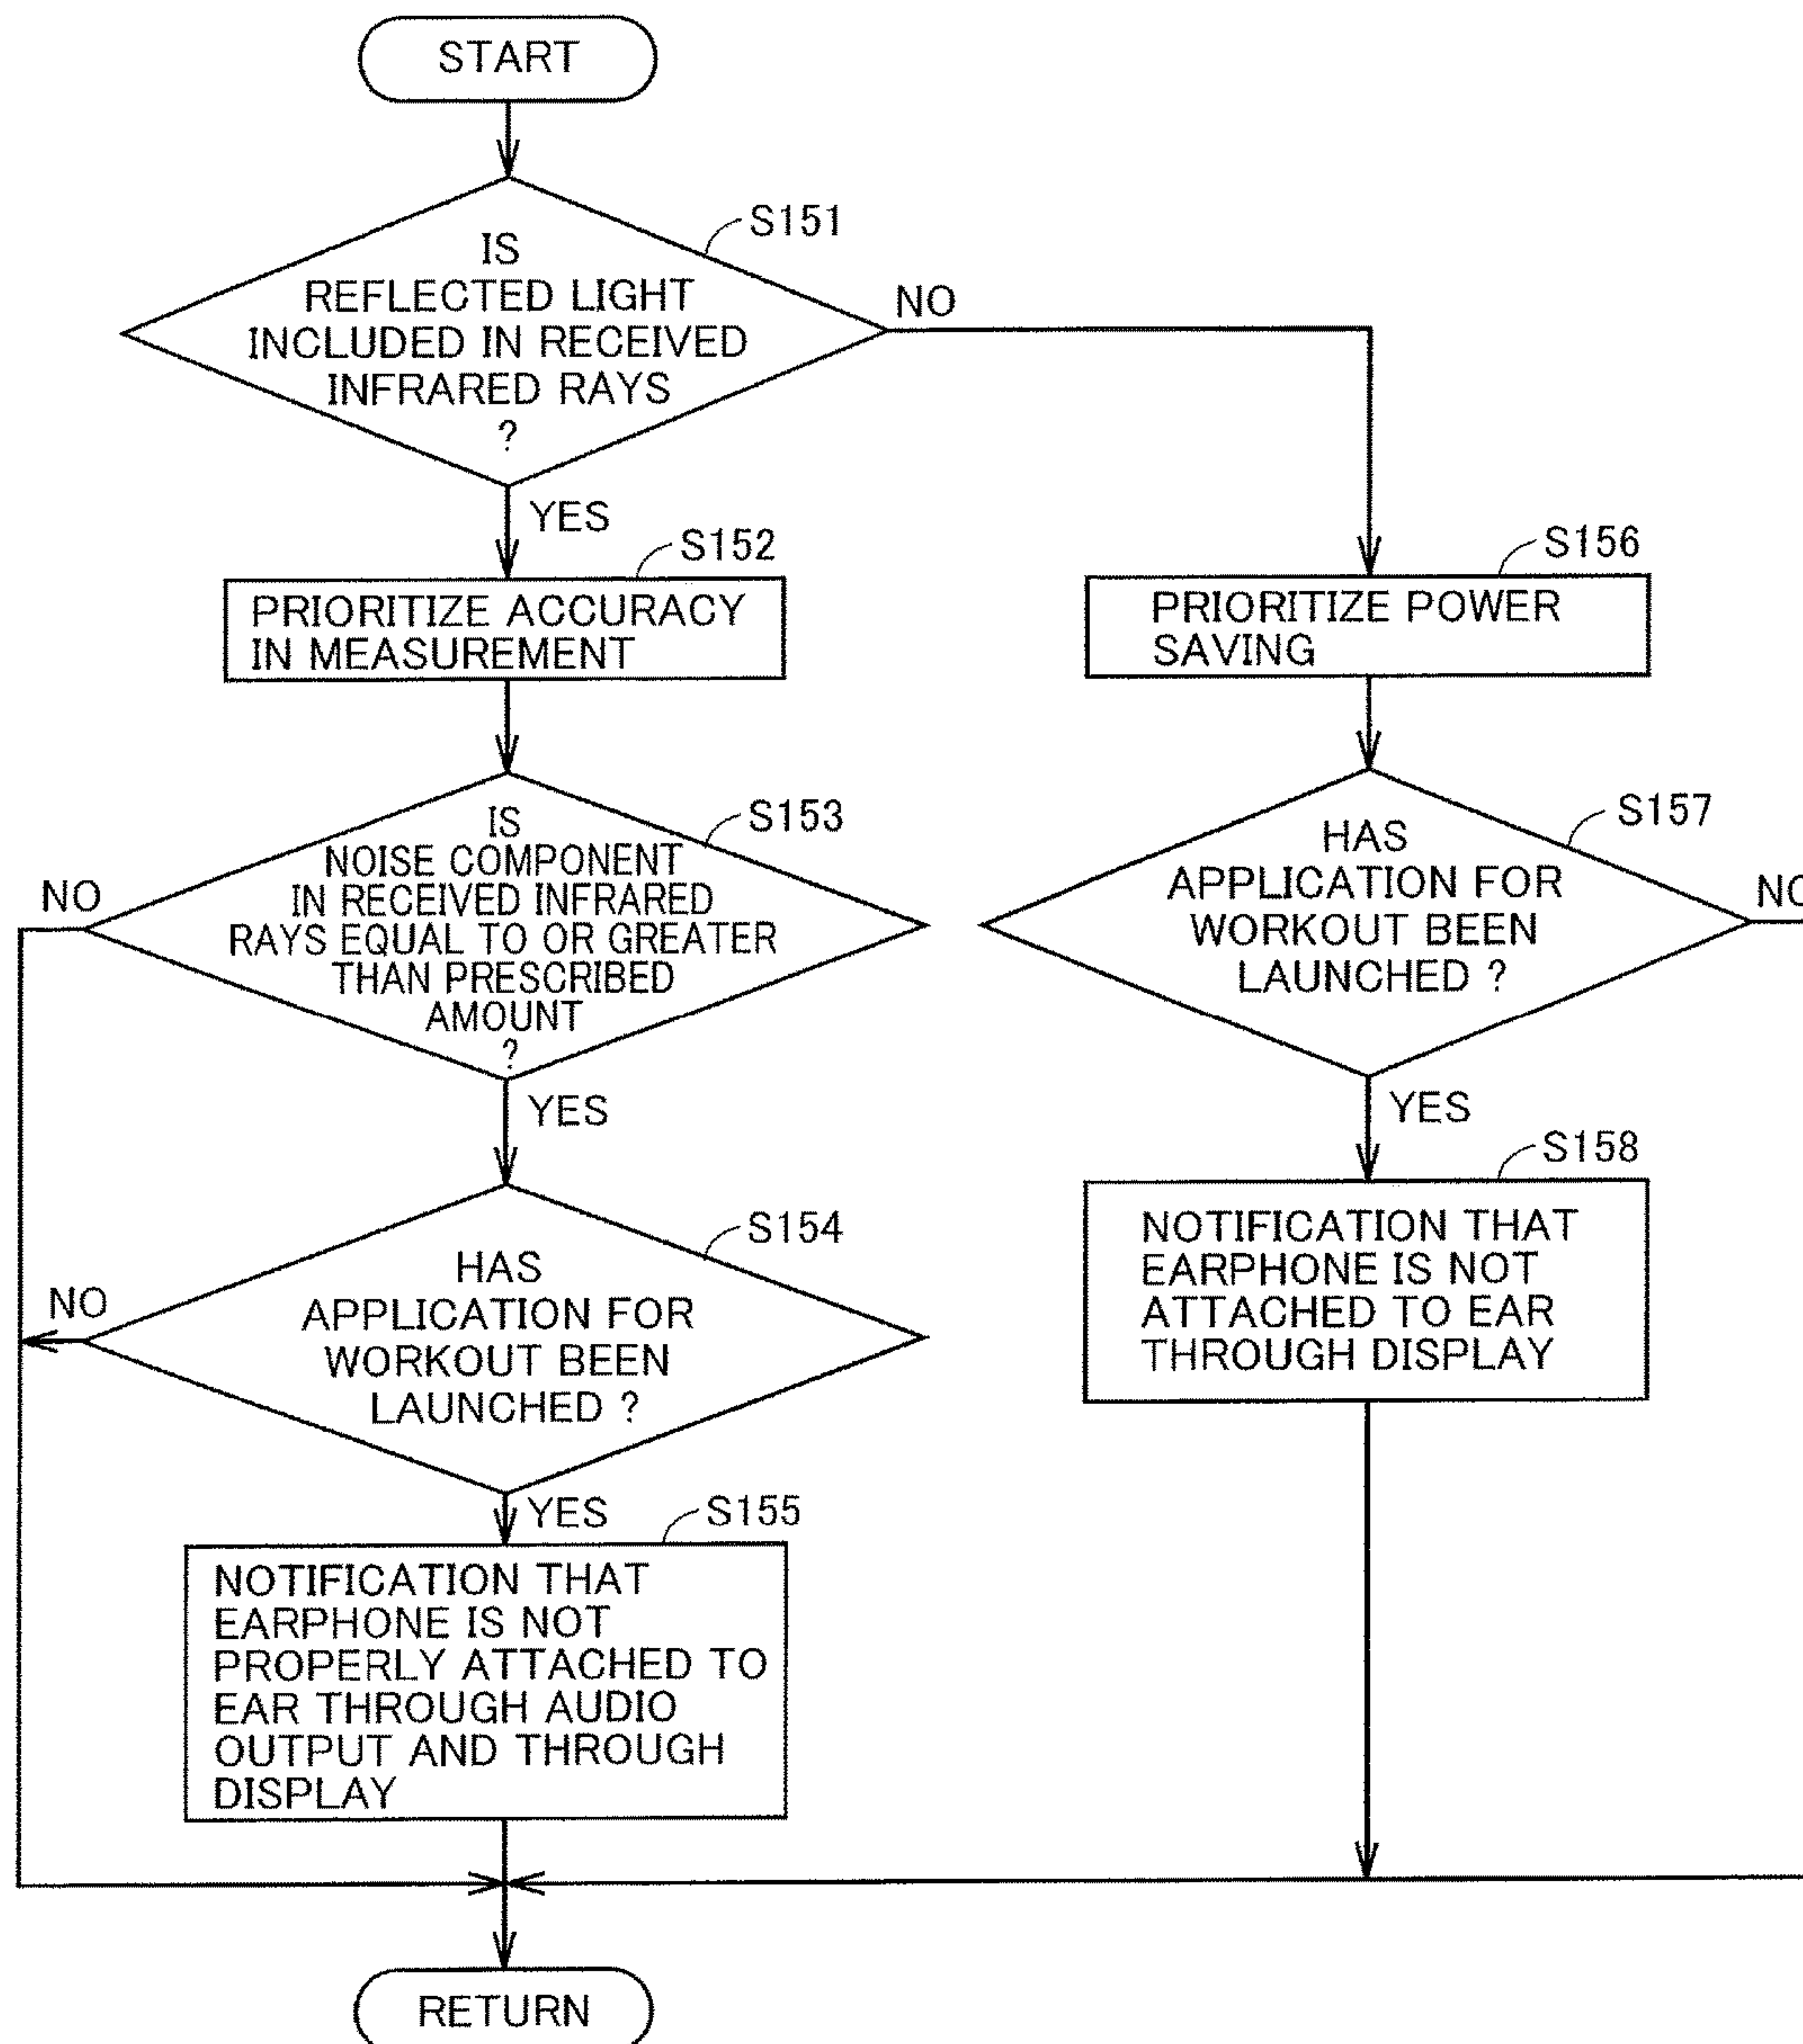 START
S151
IS
REFLECTED LIGHT
INCLUDED IN RECEIVED
INFRARED RAYS
?
NO
YES
S152
PRIORITIZE ACCURACY
IN MEASUREMENT
S156
PRIORITIZE POWER
SAVING
S153
IS
NOISE COMPONENT
IN RECEIVED INFRARED
RAYS EQUAL TO OR GREATER
THAN PRESCRIBED
AMOUNT
?
NO
YES
S157
HAS
APPLICATION FOR
WORKOUT BEEN
LAUNCHED ?
NO
YES
S154
HAS
APPLICATION FOR
WORKOUT BEEN
LAUNCHED ?
NO
YES
S158
NOTIFICATION THAT
EARPHONE IS NOT
ATTACHED TO EAR
THROUGH DISPLAY
S155
NOTIFICATION THAT
EARPHONE IS NOT
PROPERLY ATTACHED TO
EAR THROUGH AUDIO
OUTPUT AND THROUGH
DISPLAY
RETURN